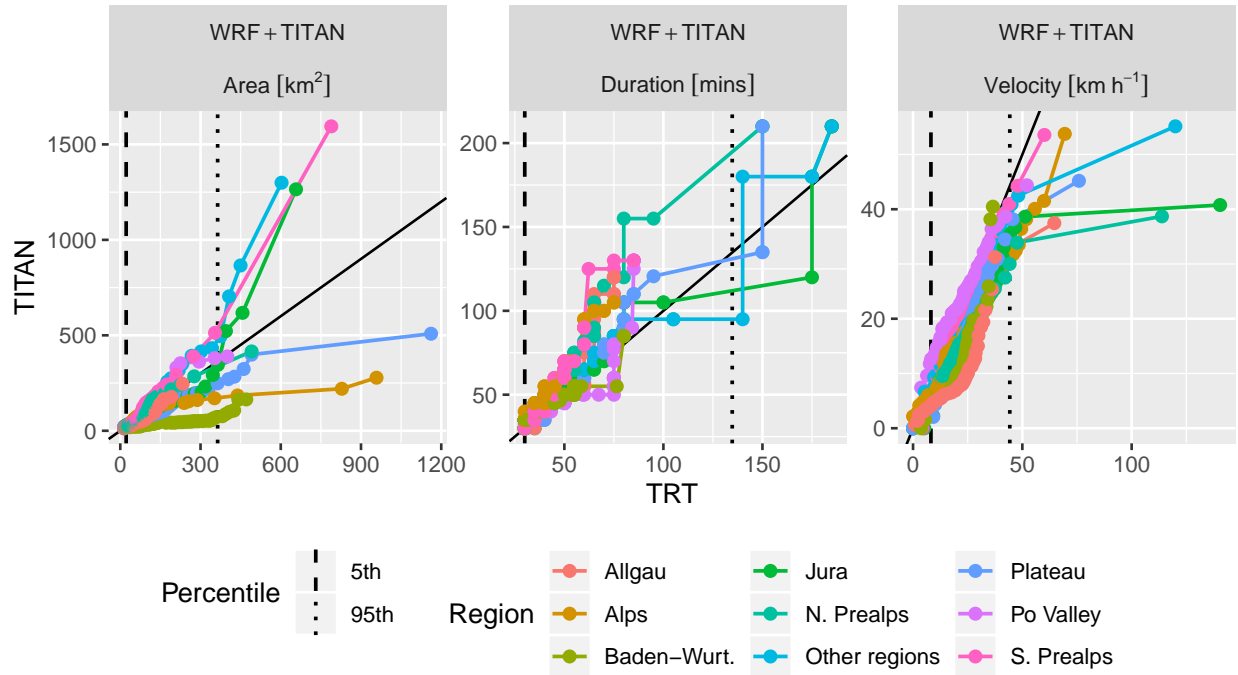 WRF + TITAN WRF + TITAN WRF + TITAN
Area [km²] Duration [mins] Velocity [km h⁻¹]
1500
1000
500
0
200
150
100
50
40
20
0
TITAN
0 300 600 900 1200 50 100 150 0 50 100
TRT
Percentile
5th
95th
Region
Allgau Jura Plateau
Alps N. Prealps Po Valley
Baden−Wurt. Other regions S. Prealps